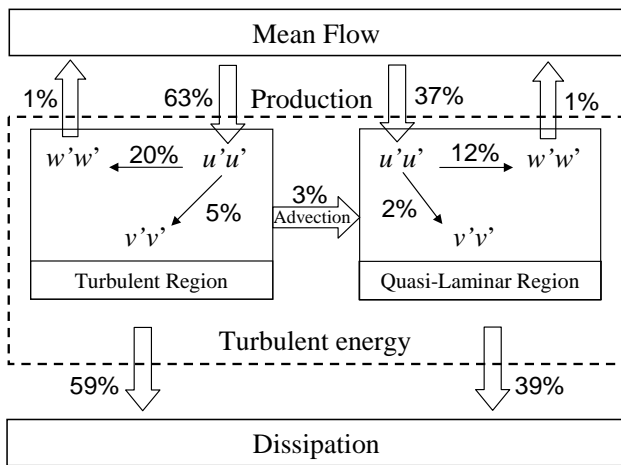 Mean Flow
1% 63% Production 37% 1%
w’w’ 20% u’u’ u’u’ 12% w’w’
5% 3% 2%
Advection
v’v’ v’v’
Turbulent Region Quasi-Laminar Region
Turbulent energy
59% 39%
Dissipation